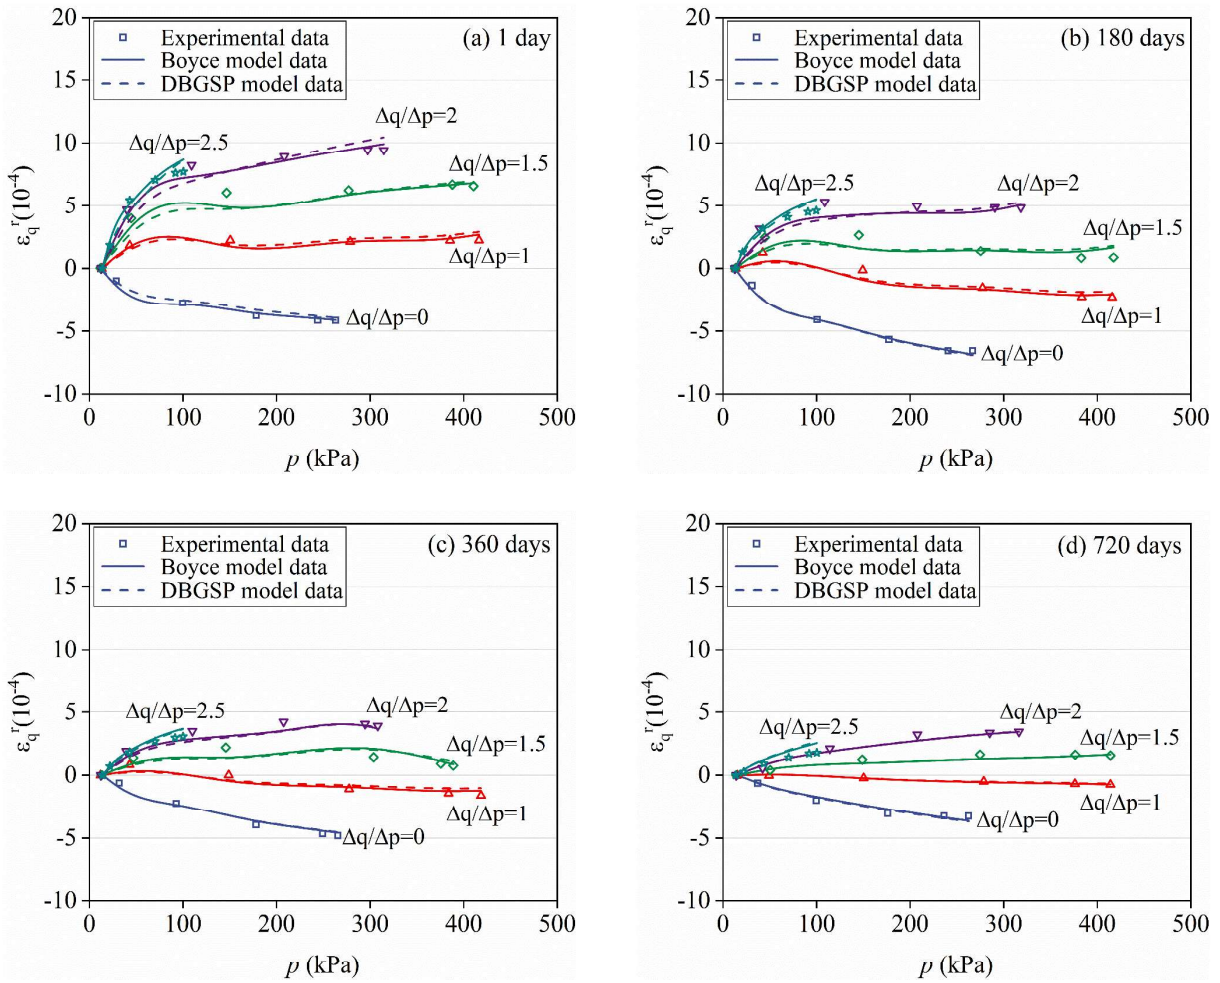 20
15
10
5
0
-5
-10
ε_q^r(10^-4)
Experimental data
Boyce model data
DBGSP model data
(a) 1 day
Δq/Δp=2.5
Δq/Δp=2
Δq/Δp=1.5
Δq/Δp=1
Δq/Δp=0
0 100 200 300 400 500
p (kPa)
20
15
10
5
0
-5
-10
ε_q^r(10^-4)
Experimental data
Boyce model data
DBGSP model data
(b) 180 days
Δq/Δp=2.5
Δq/Δp=2
Δq/Δp=1.5
Δq/Δp=1
Δq/Δp=0
0 100 200 300 400 500
p (kPa)
20
15
10
5
0
-5
-10
ε_q^r(10^-4)
Experimental data
Boyce model data
DBGSP model data
(c) 360 days
Δq/Δp=2.5
Δq/Δp=2
Δq/Δp=1.5
Δq/Δp=1
Δq/Δp=0
0 100 200 300 400 500
p (kPa)
20
15
10
5
0
-5
-10
ε_q^r(10^-4)
Experimental data
Boyce model data
DBGSP model data
(d) 720 days
Δq/Δp=2.5
Δq/Δp=2
Δq/Δp=1.5
Δq/Δp=1
Δq/Δp=0
0 100 200 300 400 500
p (kPa)